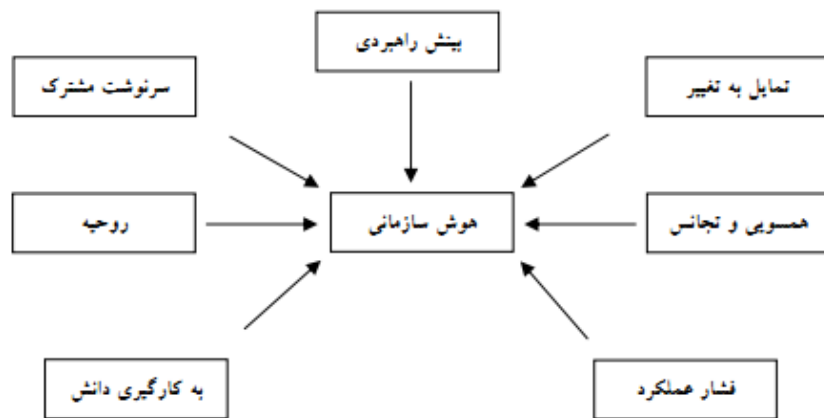 بینش راهبردی
تمایل به تغییر
سرنوشت مشترک
همسویی و تجانس
هوش سازمانی
روحیه
فشار عملکرد
به کارگیری دانش